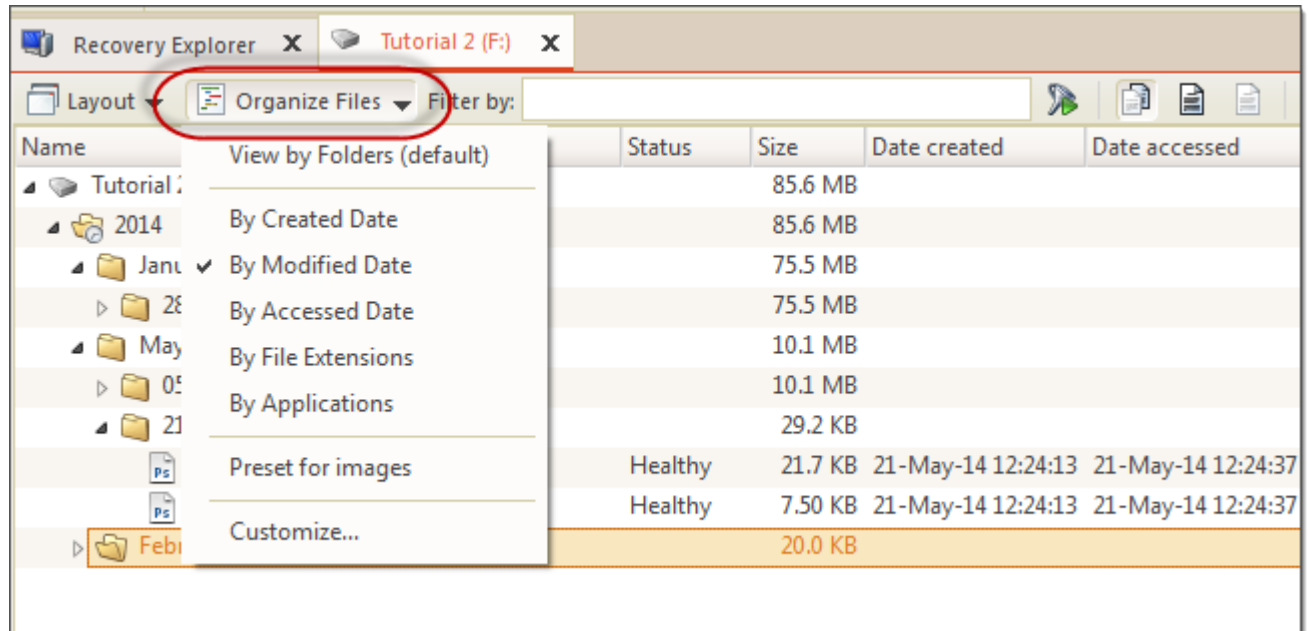 Recovery Explorer X Tutorial 2 (F:) X
Layout Organize Files Filter by:
Name Status Size Date created Date accessed
View by Folders (default)
Tutorial 85.6 MB
2014 85.6 MB
By Created Date
75.5 MB
By Modified Date
28 75.5 MB
By Accessed Date
May 10.1 MB
By File Extensions
10.1 MB
By Applications
21 29.2 KB
Ps Healthy 21.7 KB 21-May-14 12:24:13 21-May-14 12:24:37
Preset for images
Ps Healthy 7.50 KB 21-May-14 12:24:13 21-May-14 12:24:37
Customize...
20.0 KB